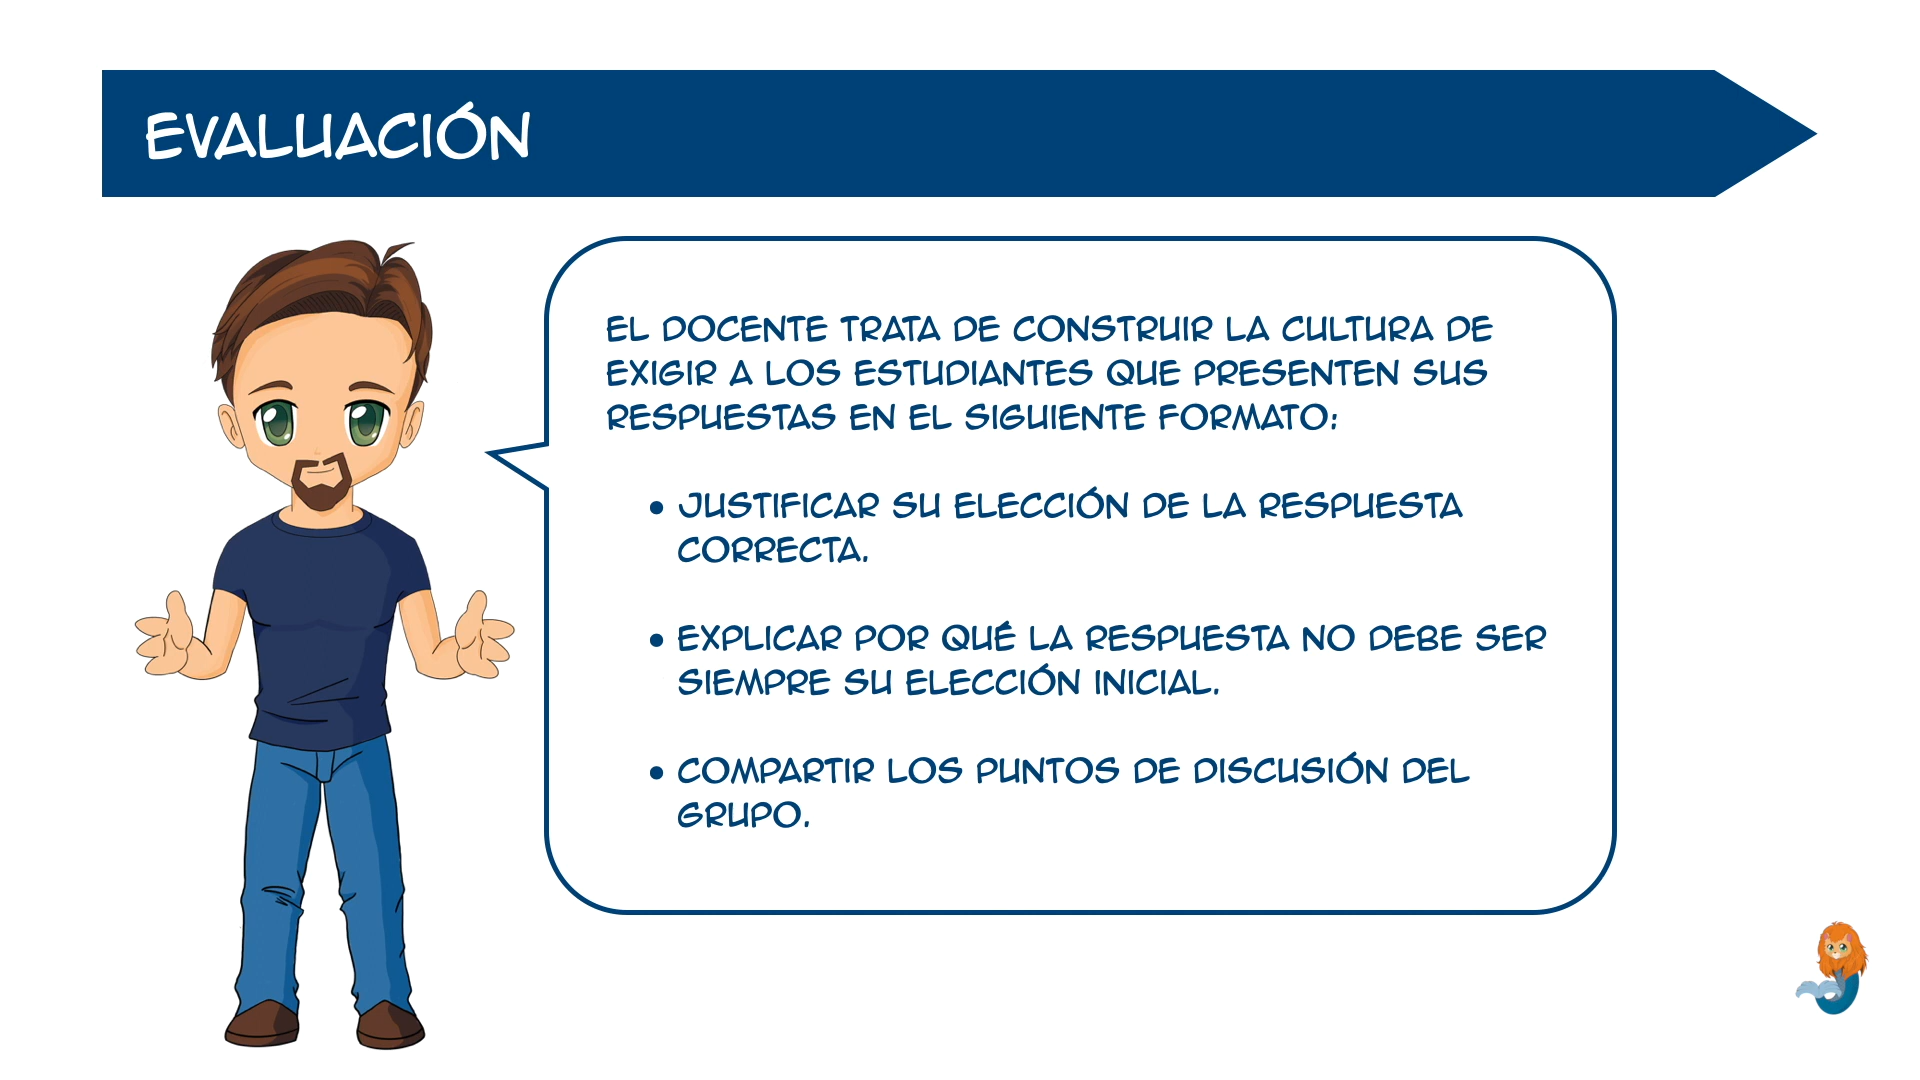 EVALUACIÓN
EL DOCENTE TRATA DE CONSTRUIR LA CULTURA DE
EXIGIR A LOS ESTUDIANTES QUE PRESENTEN SUS
RESPUESTAS EN EL SIGUIENTE FORMATO:
• JUSTIFICAR SU ELECCIÓN DE LA RESPUESTA
CORRECTA.
• EXPLICAR POR QUÉ LA RESPUESTA NO DEBE SER
SIEMPRE SU ELECCIÓN INICIAL.
• COMPARTIR LOS PUNTOS DE DISCUSIÓN DEL
GRUPO.